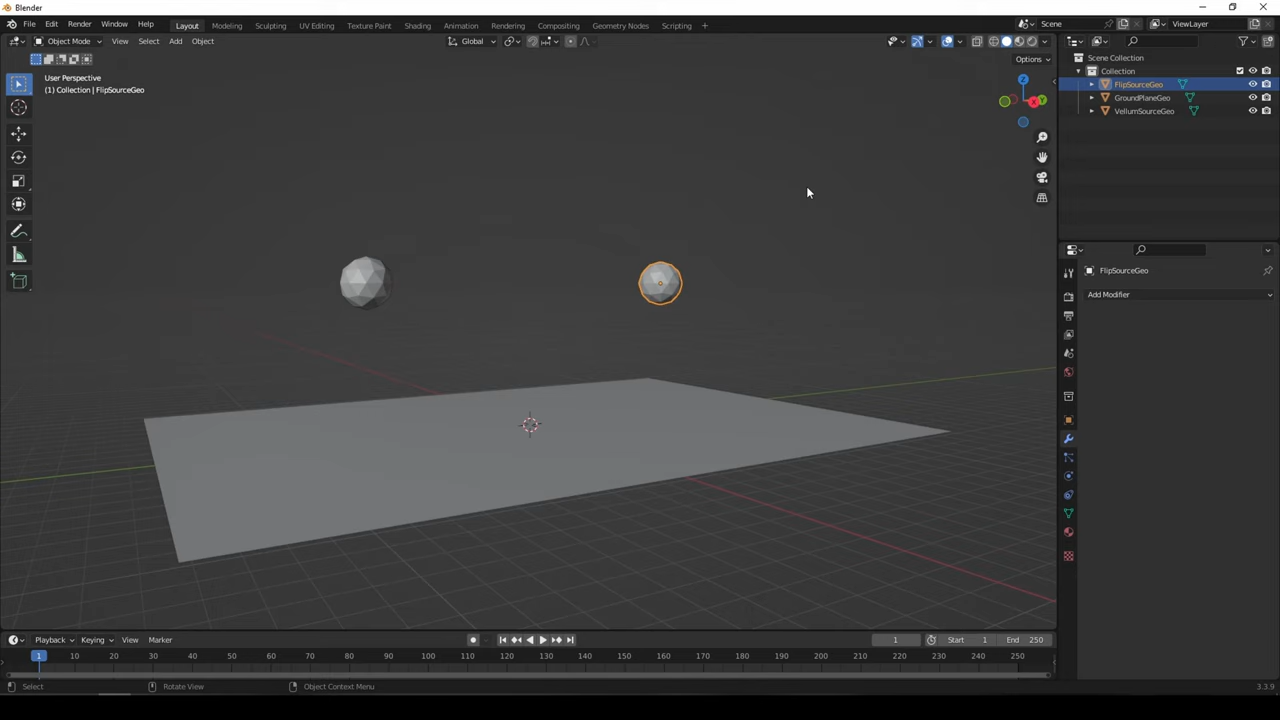 Blender
File Edit Render Window Help Layout Modeling Sculpting UV Editing Texture Paint Shading Animation Rendering Compositing Geometry Nodes Scripting + Scene ViewLayer
Object Mode View Select Add Object Global
Options
User Perspective
(1) Collection | FlipSourceGeo
Z
X
Y
Scene Collection
Collection
FlipSourceGeo
GroundPlaneGeo
VellumSourceGeo
FlipSourceGeo
Add Modifier
Playback Keying View Marker 1 Start 1 End 250
1 10 20 30 40 50 60 70 80 90 100 110 120 130 140 150 160 170 180 190 200 210 220 230 240 250
Select Rotate View Object Context Menu 3.3.9